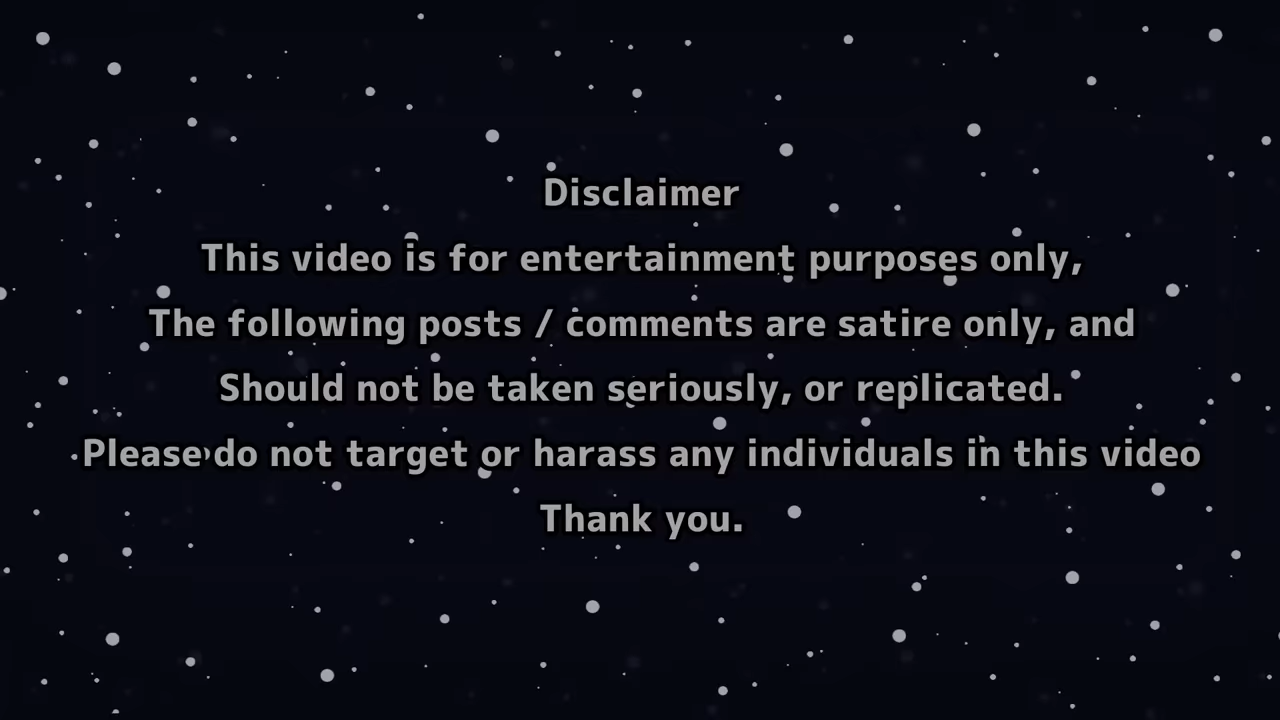 Disclaimer
This video is for entertainment purposes only,
The following posts / comments are satire only, and
Should not be taken seriously, or replicated.
Please do not target or harass any individuals in this video
Thank you.